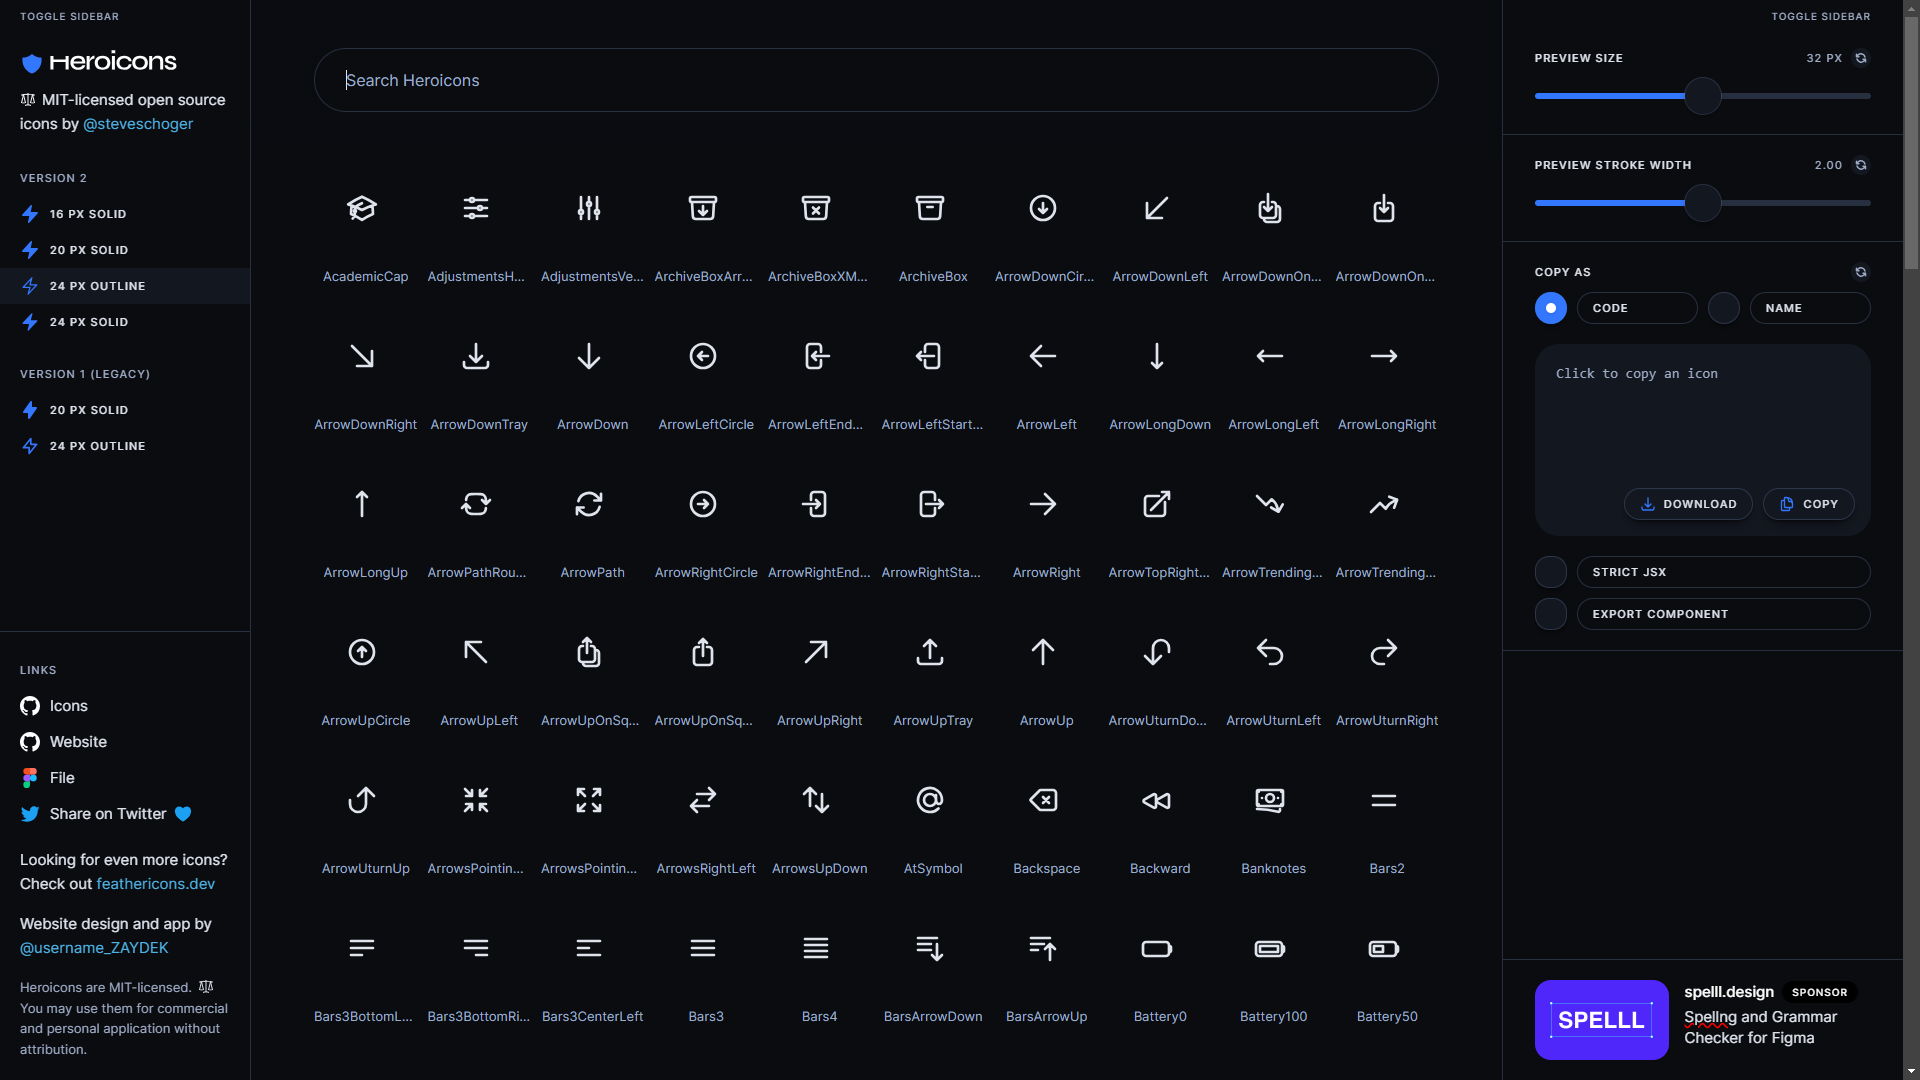 TOGGLE SIDEBAR
Heroicons
MIT-licensed open source
icons by @steveschoger
VERSION 2
16 PX SOLID
20 PX SOLID
24 PX OUTLINE
24 PX SOLID
VERSION 1 (LEGACY)
20 PX SOLID
24 PX OUTLINE
LINKS
Icons
Website
File
Share on Twitter
Looking for even more icons?
Check out feathericons.dev
Website design and app by
@username_ZAYDEK
Heroicons are MIT-licensed.
You may use them for commercial
and personal application without
attribution.
Search Heroicons
AcademicCap AdjustmentsH... AdjustmentsVe... ArchiveBoxArr... ArchiveBoxXM... ArchiveBox ArrowDownCir... ArrowDownLeft ArrowDownOn... ArrowDownOn...
ArrowDownRight ArrowDownTray ArrowDown ArrowLeftCircle ArrowLeftEnd... ArrowLeftStart... ArrowLeft ArrowLongDown ArrowLongLeft ArrowLongRight
ArrowLongUp ArrowPathRou... ArrowPath ArrowRightCircle ArrowRightEnd... ArrowRightSta... ArrowRight ArrowTopRight... ArrowTrending... ArrowTrending...
ArrowUpCircle ArrowUpLeft ArrowUpOnSq... ArrowUpOnSq... ArrowUpRight ArrowUpTray ArrowUp ArrowUturnDo... ArrowUturnLeft ArrowUturnRight
ArrowUturnUp ArrowsPointin... ArrowsPointin... ArrowsRightLeft ArrowsUpDown AtSymbol Backspace Backward Banknotes Bars2
Bars3BottomL... Bars3BottomRi... Bars3CenterLeft Bars3 Bars4 BarsArrowDown BarsArrowUp Battery0 Battery100 Battery50
TOGGLE SIDEBAR
PREVIEW SIZE 32 PX
PREVIEW STROKE WIDTH 2.00
COPY AS
CODE NAME
Click to copy an icon
DOWNLOAD COPY
STRICT JSX
EXPORT COMPONENT
SPELLL
spelll.design SPONSOR
Spellng and Grammar
Checker for Figma